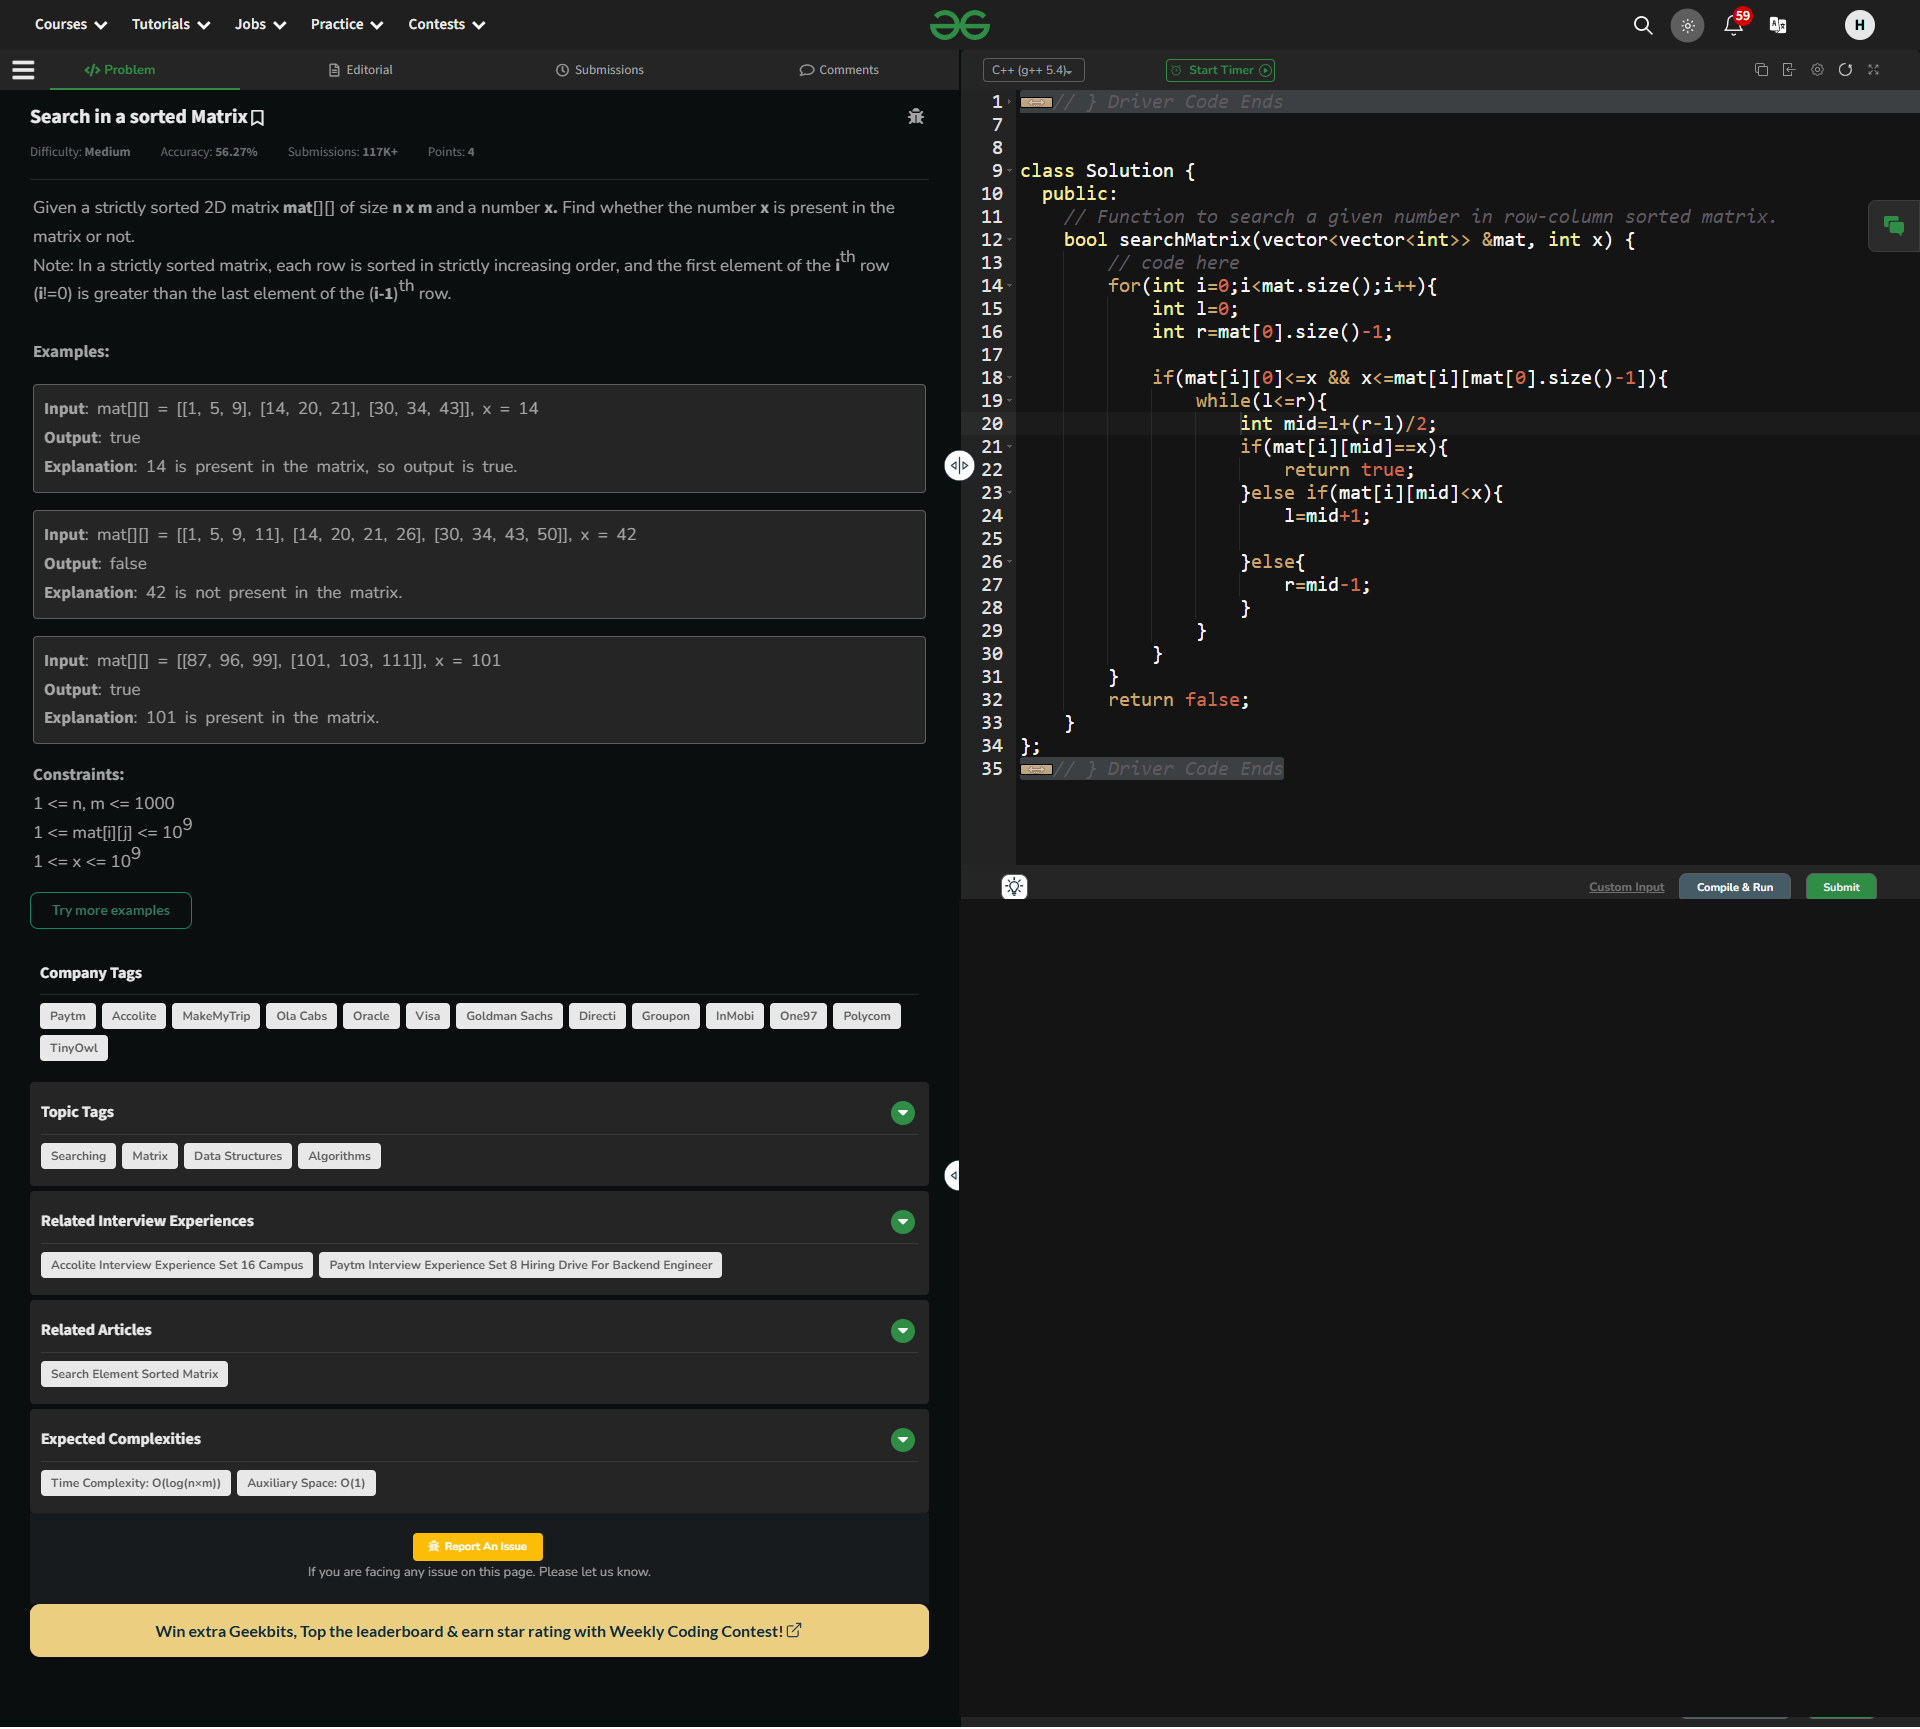 Courses Tutorials Jobs Practice Contests
59
H
Problem Editorial Submissions Comments
Search in a sorted Matrix
Difficulty: Medium Accuracy: 56.27% Submissions: 117K+ Points: 4
Given a strictly sorted 2D matrix mat[][] of size n x m and a number x. Find whether the number x is present in the
matrix or not.
Note: In a strictly sorted matrix, each row is sorted in strictly increasing order, and the first element of the ith row
(i!=0) is greater than the last element of the (i-1)th row.
Examples:
Input: mat[][] = [[1, 5, 9], [14, 20, 21], [30, 34, 43]], x = 14
Output: true
Explanation: 14 is present in the matrix, so output is true.
Input: mat[][] = [[1, 5, 9, 11], [14, 20, 21, 26], [30, 34, 43, 50]], x = 42
Output: false
Explanation: 42 is not present in the matrix.
Input: mat[][] = [[87, 96, 99], [101, 103, 111]], x = 101
Output: true
Explanation: 101 is present in the matrix.
Constraints:
1 <= n, m <= 1000
1 <= mat[i][j] <= 10^9
1 <= x <= 10^9
Try more examples
Company Tags
Paytm Accolite MakeMyTrip Ola Cabs Oracle Visa Goldman Sachs Directi Groupon InMobi One97 Polycom
TinyOwl
Topic Tags
Searching Matrix Data Structures Algorithms
Related Interview Experiences
Accolite Interview Experience Set 16 Campus Paytm Interview Experience Set 8 Hiring Drive For Backend Engineer
Related Articles
Search Element Sorted Matrix
Expected Complexities
Time Complexity: O(log(n×m)) Auxiliary Space: O(1)
Report An Issue
If you are facing any issue on this page. Please let us know.
Win extra Geekbits, Top the leaderboard & earn star rating with Weekly Coding Contest!
C++ (g++ 5.4) Start Timer
1 // } Driver Code Ends
7
8
9 class Solution {
10 public:
11 // Function to search a given number in row-column sorted matrix.
12 bool searchMatrix(vector<vector<int>> &mat, int x) {
13 // code here
14 for(int i=0;i<mat.size();i++){
15 int l=0;
16 int r=mat[0].size()-1;
17
18 if(mat[i][0]<=x && x<=mat[i][mat[0].size()-1]){
19 while(l<=r){
20 int mid=l+(r-l)/2;
21 if(mat[i][mid]==x){
22 return true;
23 }else if(mat[i][mid]<x){
24 l=mid+1;
25
26 }else{
27 r=mid-1;
28 }
29 }
30 }
31 }
32 return false;
33 }
34 };
35 // } Driver Code Ends
Custom Input Compile & Run Submit